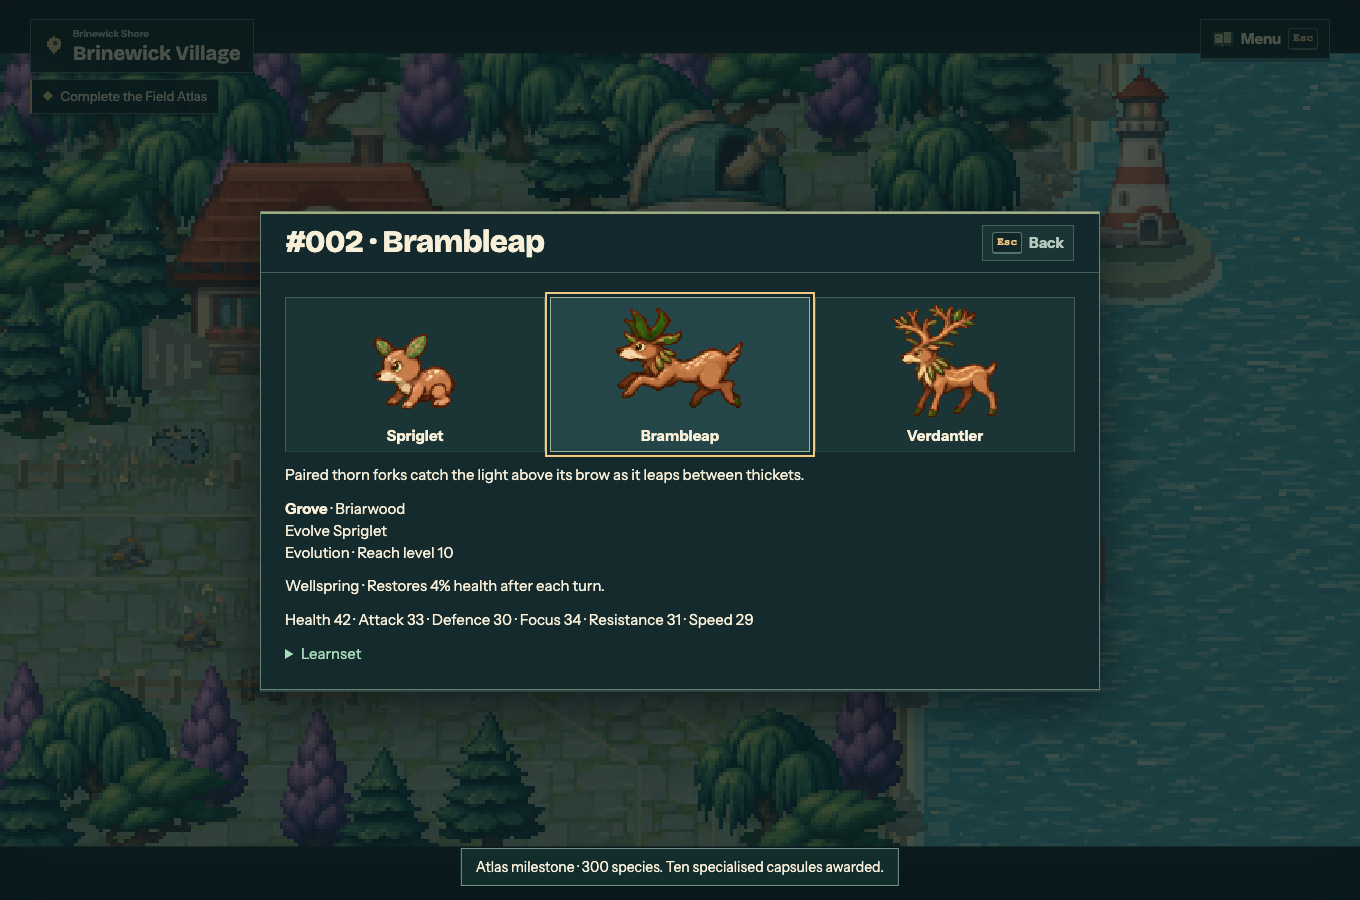 Brinewick Shore
Brinewick Village
Complete the Field Atlas
Menu Esc
#002 · Brambleap
Esc Back
Spriglet
Brambleap
Verdantler
Paired thorn forks catch the light above its brow as it leaps between thickets.
Grove · Briarwood
Evolve Spriglet
Evolution · Reach level 10
Wellspring · Restores 4% health after each turn.
Health 42 · Attack 33 · Defence 30 · Focus 34 · Resistance 31 · Speed 29
Learnset
Atlas milestone · 300 species. Ten specialised capsules awarded.